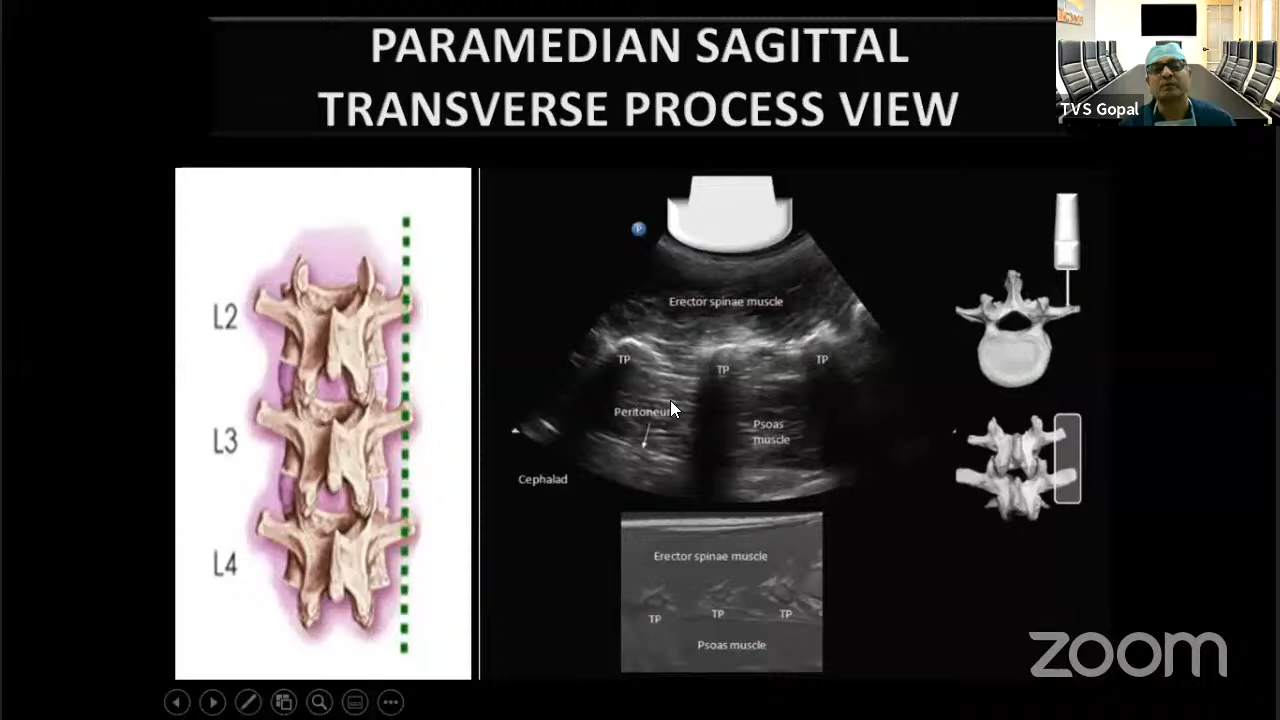 PARAMEDIAN SAGITTAL
TRANSVERSE PROCESS VIEW
TVS Gopal
L2
L3
L4
P
Erector spinae muscle
TP
TP
TP
Peritoneum
Psoas
muscle
Cephalad
Erector spinae muscle
TP
TP
TP
Psoas muscle
zoom